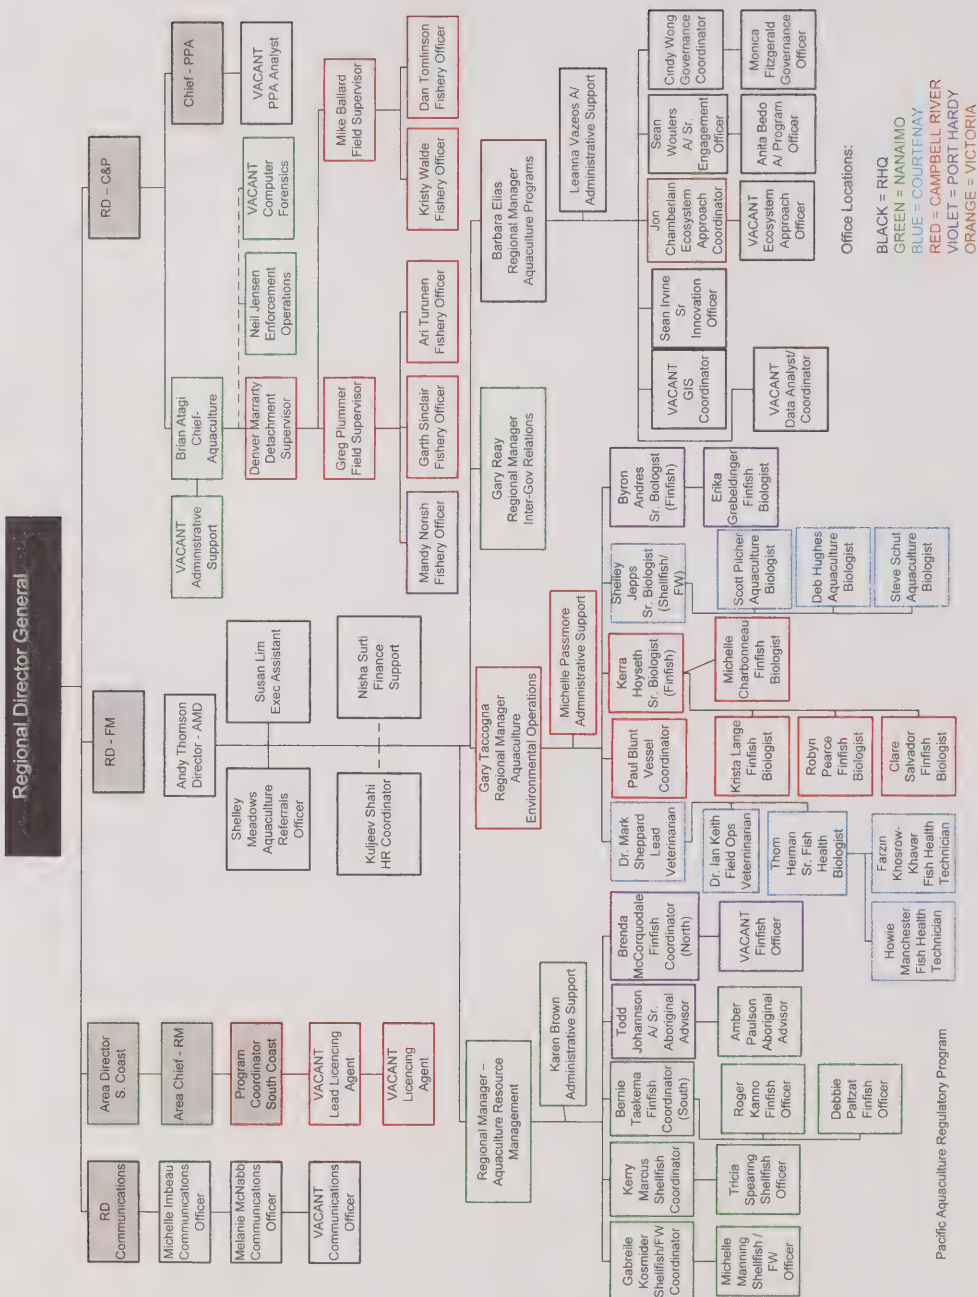 Regional Director General
RD
Communications
Michelle Imbeau
Communications
Officer
Melanie McNabb
Communications
Officer
VACANT
Communications
Officer
Area Director
S. Coast
Area Chief - RM
Program
Coordinator
South Coast
VACANT
Lead Licencing
Agent
VACANT
Licencing
Agent
RD - FM
Andy Thomson
Director - AMD
Shelley
Meadows
Aquaculture
Referrals
Officer
Susan Lim
Exec Assistant
Kuljeev Shahi
HR Coordinator
Nisha Surti
Finance
Support
RD – C&P
Chief - PPA
VACANT
PPA Analyst
Brian Atagi
Chief-
Aquaculture
VACANT
Administrative
Support
Neil Jensen
Enforcement
Operations
VACANT
Computer
Forensics
Denver Marrarty
Detachment
Supervisor
Greg Plummer
Field Supervisor
Mike Ballard
Field Supervisor
Mandy Norish
Fishery Officer
Garth Sinclair
Fishery Officer
Ari Turunen
Fishery Officer
Kristy Walde
Fishery Officer
Dan Tomlinson
Fishery Officer
Regional Manager –
Aquaculture Resource
Management
Karen Brown
Administrative Support
Gabreile
Kosmider
Shellfish/FW
Coordinator
Michelle
Manning
Shellfish /
FW
Officer
Kerry
Marcus
Shellfish
Coordinator
Tricia
Spearing
Shellfish
Officer
Bernie
Taekema
Finfish
Coordinator
(South)
Roger
Kanno
Finfish
Officer
Debbie
Paltzat
Finfish
Officer
Todd
Johannson
A/ Sr.
Aboriginal
Advisor
Amber
Paulson
Aboriginal
Advisor
Brenda
McCorquodale
Finfish
Coordinator
(North)
VACANT
Finfish
Officer
Gary Taccogna
Regional Manager
Aquaculture
Environmental Operations
Michelle Passmore
Administrative Support
Dr. Mark
Sheppard
Lead
Veterinarian
Dr. Ian Keith
Field Ops
Veterninarian
Thom
Heiman
Sr. Fish
Health
Biologist
Howie
Manchester
Fish Health
Technician
Farzin
Khosrow-
Khavar
Fish Health
Technician
Paul Blunt
Vessel
Coordinator
Kerra
Hoyseth
Sr. Biologist
(Finfish)
Michelle
Charbonneau
Finfish
Biologist
Krista Lange
Finfish
Biologist
Robyn
Pearce
Finfish
Biologist
Clare
Salvador
Finfish
Biologist
Shelley
Jepps
Sr. Biologist
(Shellfish/
FW)
Scott Pilcher
Aquaculture
Biologist
Deb Hughes
Aquaculture
Biologist
Steve Schut
Aquaculture
Biologist
Byron
Andres
Sr. Biologist
(Finfish)
Erika
Grebeldinger
Finfish
Biologist
Gary Reay
Regional Manager
Inter-Gov Relations
Barbara Elias
Regional Manager
Aquaculture Programs
Leanna Vazeos A/
Administrative Support
VACANT
GIS
Coordinator
VACANT
Data Analyst/
Coordinator
Sean Irvine
Sr
Innovation
Officer
Jon
Chamberlain
Ecosystem
Approach
Coordinator
VACANT
Ecosystem
Approach
Officer
Sean
Wouters
A/ Sr.
Engagement
Officer
Anita Bedo
A/ Program
Officer
Cindy Wong
Governance
Coordinator
Monica
Fitzgerald
Governance
Officer
Office Locations:
BLACK = RHQ
GREEN = NANAIMO
BLUE = COURTENAY
RED = CAMPBELL RIVER
VIOLET = PORT HARDY
ORANGE = VICTORIA
Pacific Aquaculture Regulatory Program